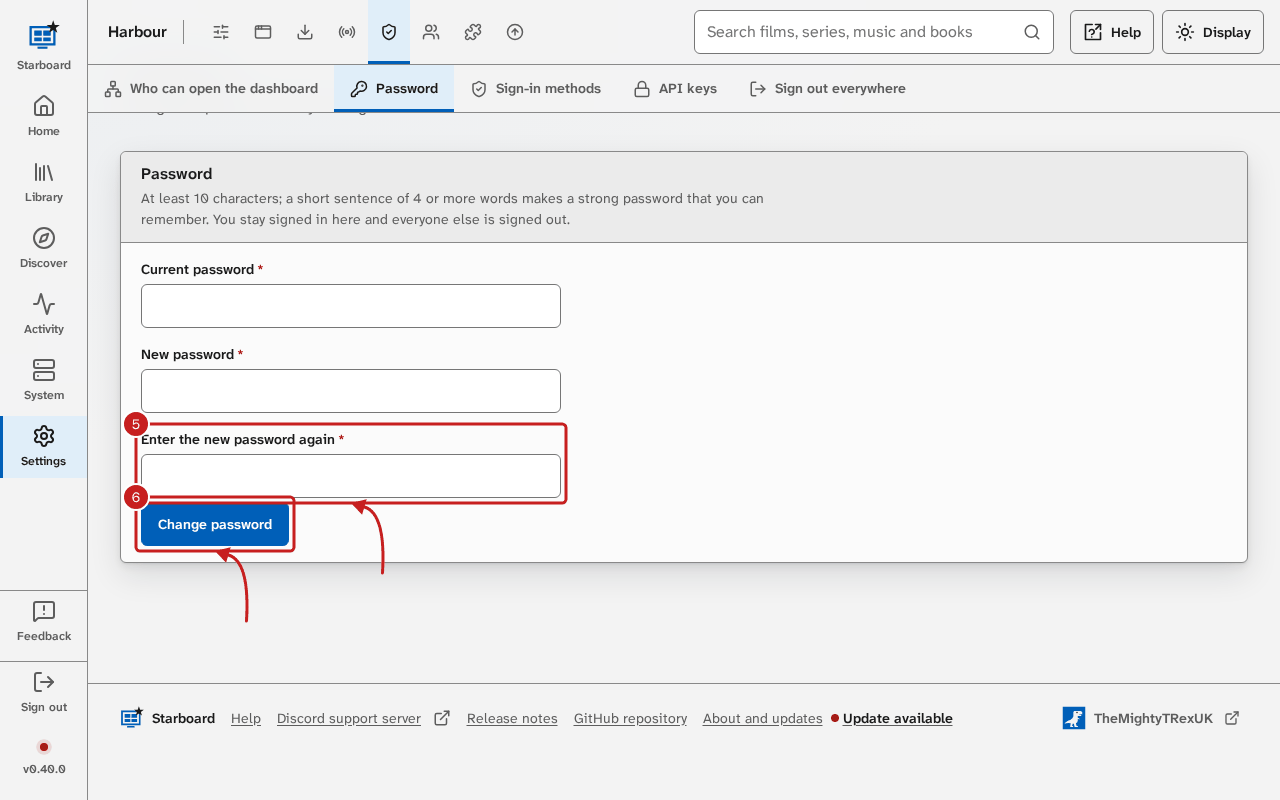 Starboard
Harbour
Search films, series, music and books
Help
Display
Who can open the dashboard
Password
Sign-in methods
API keys
Sign out everywhere
Home
Library
Discover
Activity
System
Settings
Feedback
Sign out
v0.40.0
Password
At least 10 characters; a short sentence of 4 or more words makes a strong password that you can
remember. You stay signed in here and everyone else is signed out.
Current password *
New password *
5
Enter the new password again *
6
Change password
Starboard
Help
Discord support server
Release notes
GitHub repository
About and updates
Update available
TheMightyTRexUK